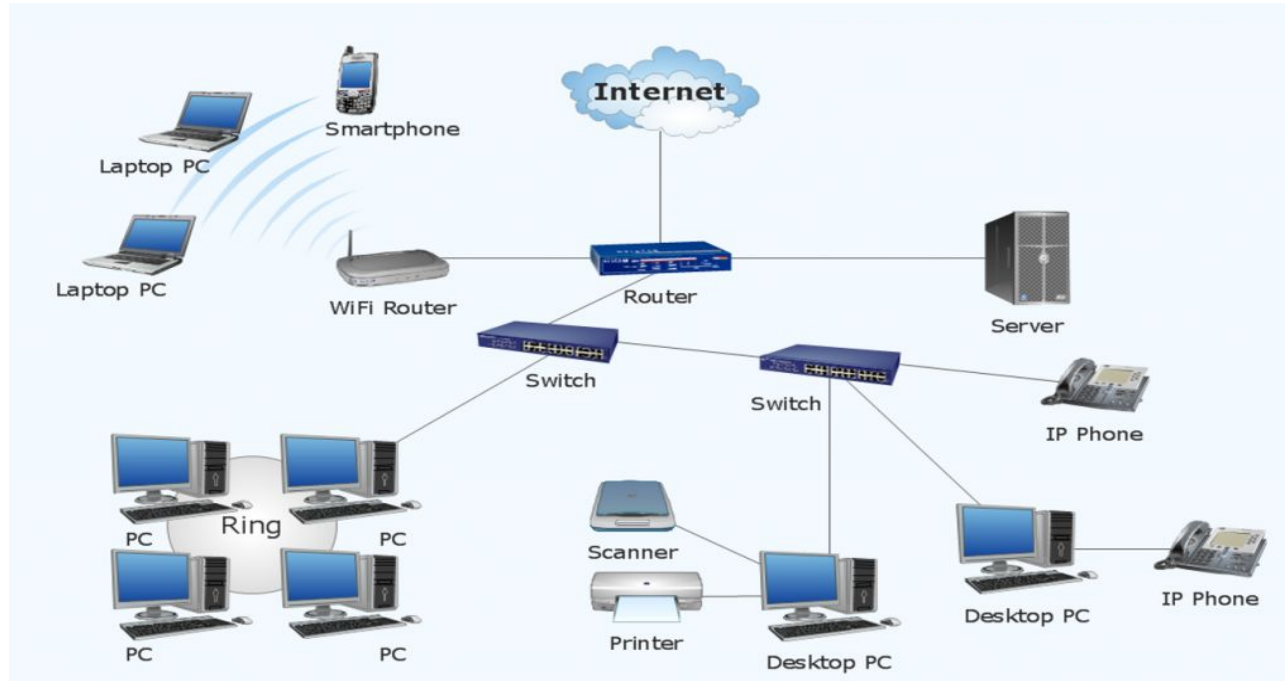 Internet
Smartphone
Laptop PC
Laptop PC
WiFi Router
Router
Server
Switch
Switch
IP Phone
Ring
PC
PC
Scanner
Desktop PC
IP Phone
Printer
PC
PC
Desktop PC